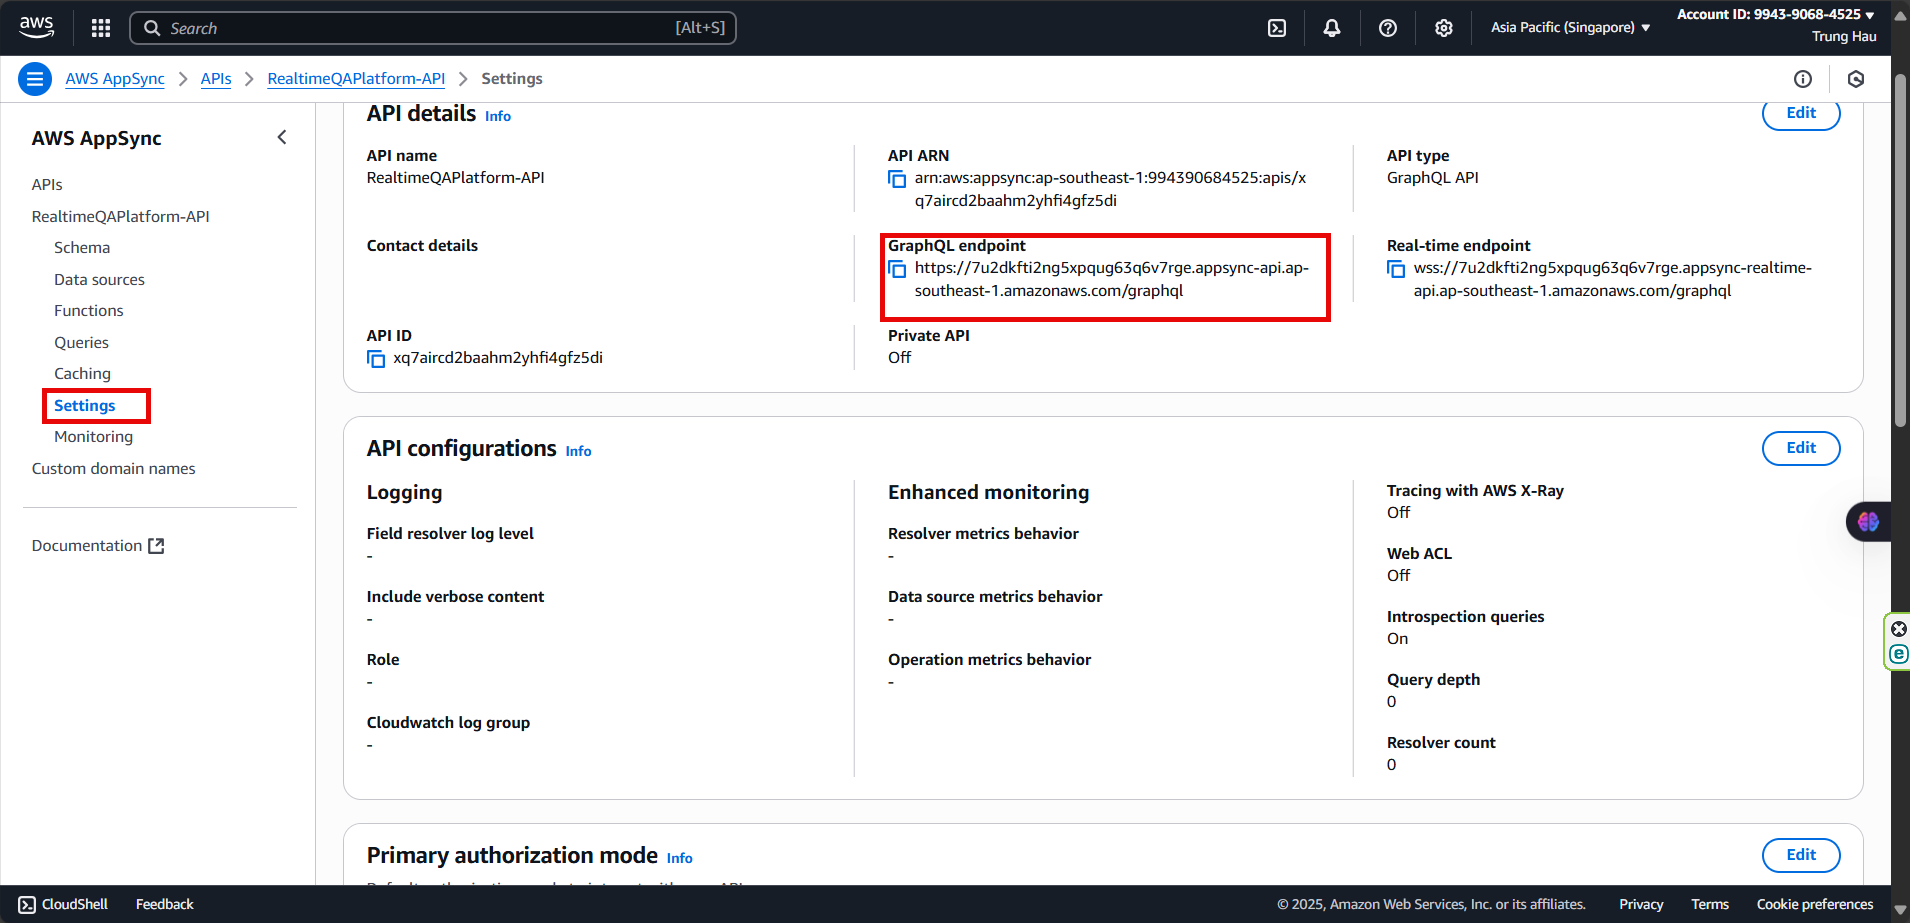 aws
Search
[Alt+S]
Asia Pacific (Singapore)
Account ID: 9943-9068-4525
Trung Hau
AWS AppSync
APIs
RealtimeQAPlatform-API
Settings
AWS AppSync
APIs
RealtimeQAPlatform-API
Schema
Data sources
Functions
Queries
Caching
Settings
Monitoring
Custom domain names
Documentation
API details Info
Edit
API name
RealtimeQAPlatform-API
API ARN
arn:aws:appsync:ap-southeast-1:994390684525:apis/x
q7aircd2baahm2yhfi4gfz5di
API type
GraphQL API
Contact details
GraphQL endpoint
https://7u2dkfti2ng5xpqug63q6v7rge.appsync-api.ap-
southeast-1.amazonaws.com/graphql
Real-time endpoint
wss://7u2dkfti2ng5xpqug63q6v7rge.appsync-realtime-
api.ap-southeast-1.amazonaws.com/graphql
API ID
xq7aircd2baahm2yhfi4gfz5di
Private API
Off
API configurations Info
Edit
Logging
Field resolver log level
-
Include verbose content
-
Role
-
Cloudwatch log group
-
Enhanced monitoring
Resolver metrics behavior
-
Data source metrics behavior
-
Operation metrics behavior
-
Tracing with AWS X-Ray
Off
Web ACL
Off
Introspection queries
On
Query depth
0
Resolver count
0
Primary authorization mode Info
Edit
CloudShell
Feedback
© 2025, Amazon Web Services, Inc. or its affiliates.
Privacy
Terms
Cookie preferences